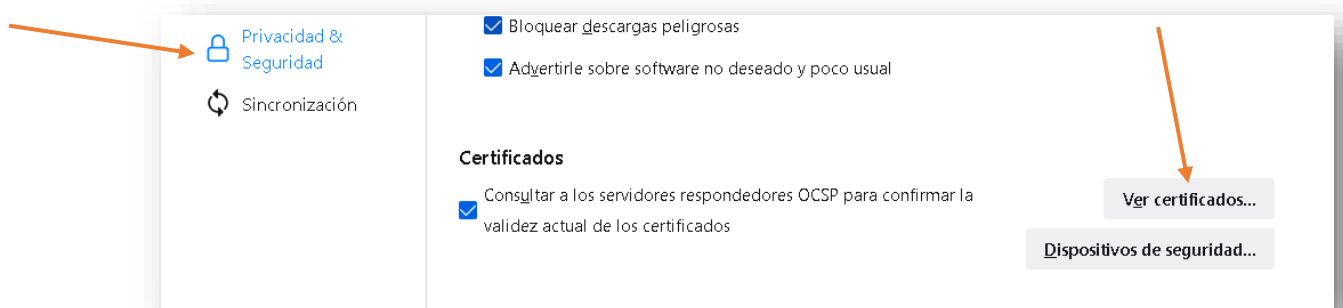 Privacidad &
Seguridad
Sincronización
Bloquear descargas peligrosas
Advertirle sobre software no deseado y poco usual
Certificados
Consultar a los servidores respondedores OCSP para confirmar la
validez actual de los certificados
Ver certificados...
Dispositivos de seguridad...